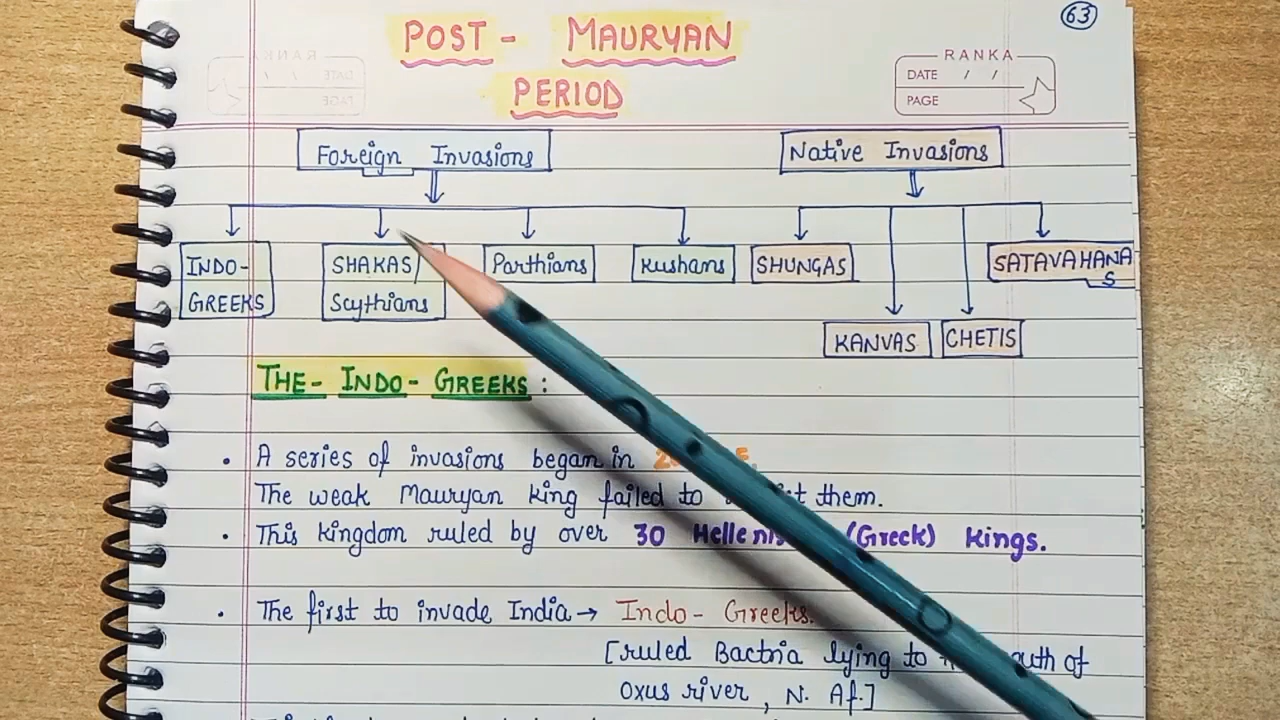 63
POST - MAURYAN
PERIOD
RANKA
DATE / /
PAGE
Foreign Invasions
Native Invasions
INDO-
GREEKS
SHAKAS
Scythians
Parthians
Kushans
SHUNGAS
SATAVAHANA
S
KANVAS
CHETIS
THE - INDO - GREEKS :
• A series of invasions began in
The weak Mauryan king failed to them.
• This kingdom ruled by over 30 (Greek) kings.
• The first to invade India → Indo - Greeks.
[ruled Bactria lying to of
Oxus river, N. Af.]